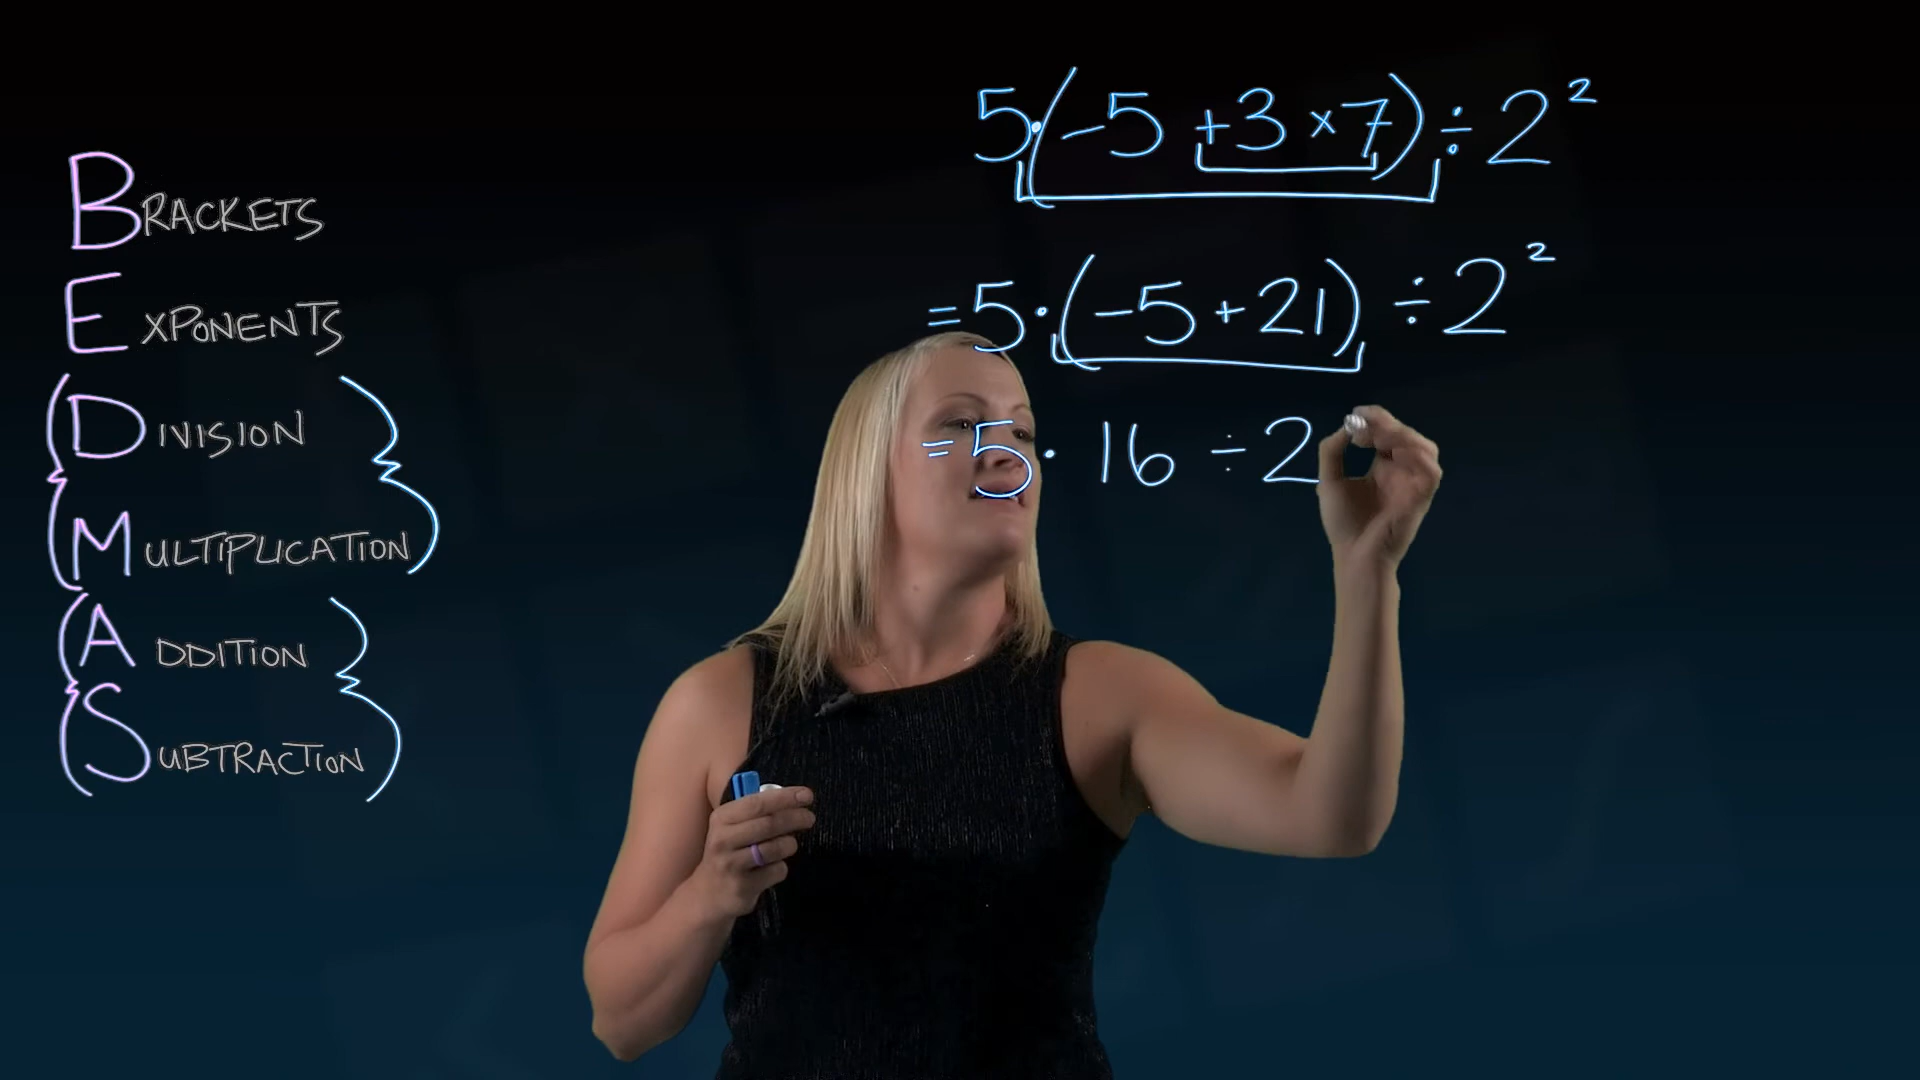 BRACKETS
EXPONENTS
DIVISION
MULTIPLICATION
ADDITION
SUBTRACTION
5·(-5+3×7)÷2²
=5·(-5+21)÷2²
=5·16÷2